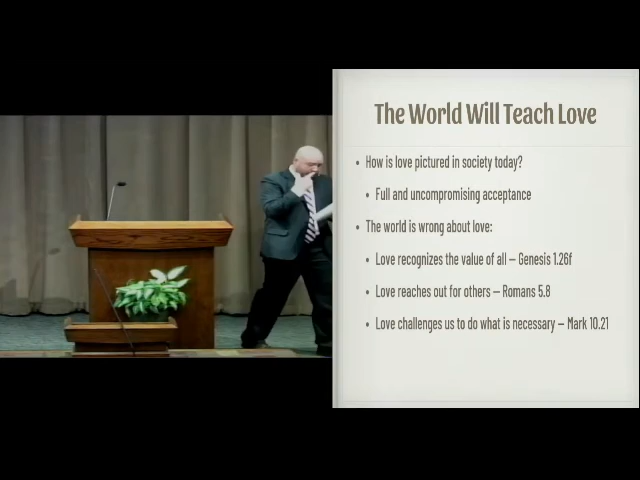 The World Will Teach Love
• How is love pictured in society today?
• Full and uncompromising acceptance
• The world is wrong about love:
• Love recognizes the value of all – Genesis 1.26f
• Love reaches out for others – Romans 5.8
• Love challenges us to do what is necessary – Mark 10.21